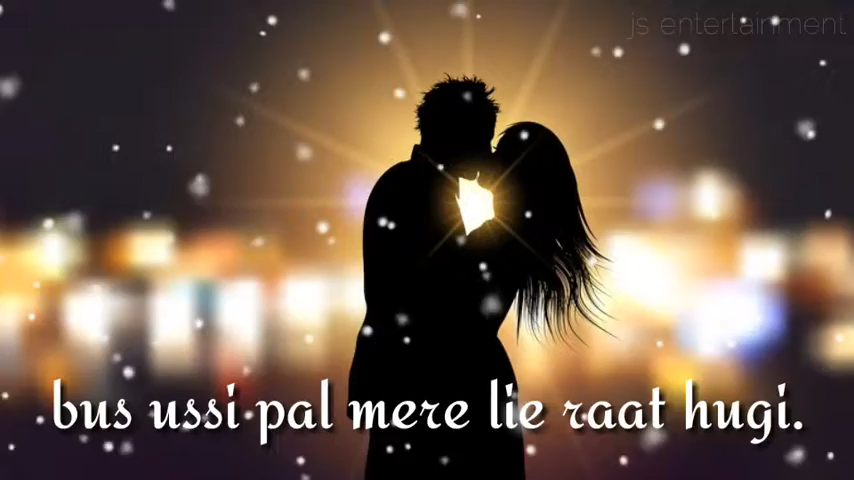 js entertainment
bus ussi pal mere lie raat hugi.